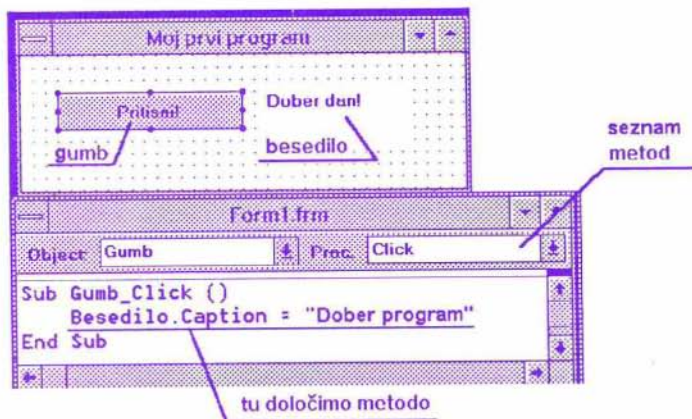 Moj prvi program
Pritisni!
Dober dan!
gumb
besedilo
seznam
metod
Form1.frm
Object: Gumb Proc. Click
Sub Gumb_Click ()
Besedilo.Caption = "Dober program"
End Sub
tu določimo metodo